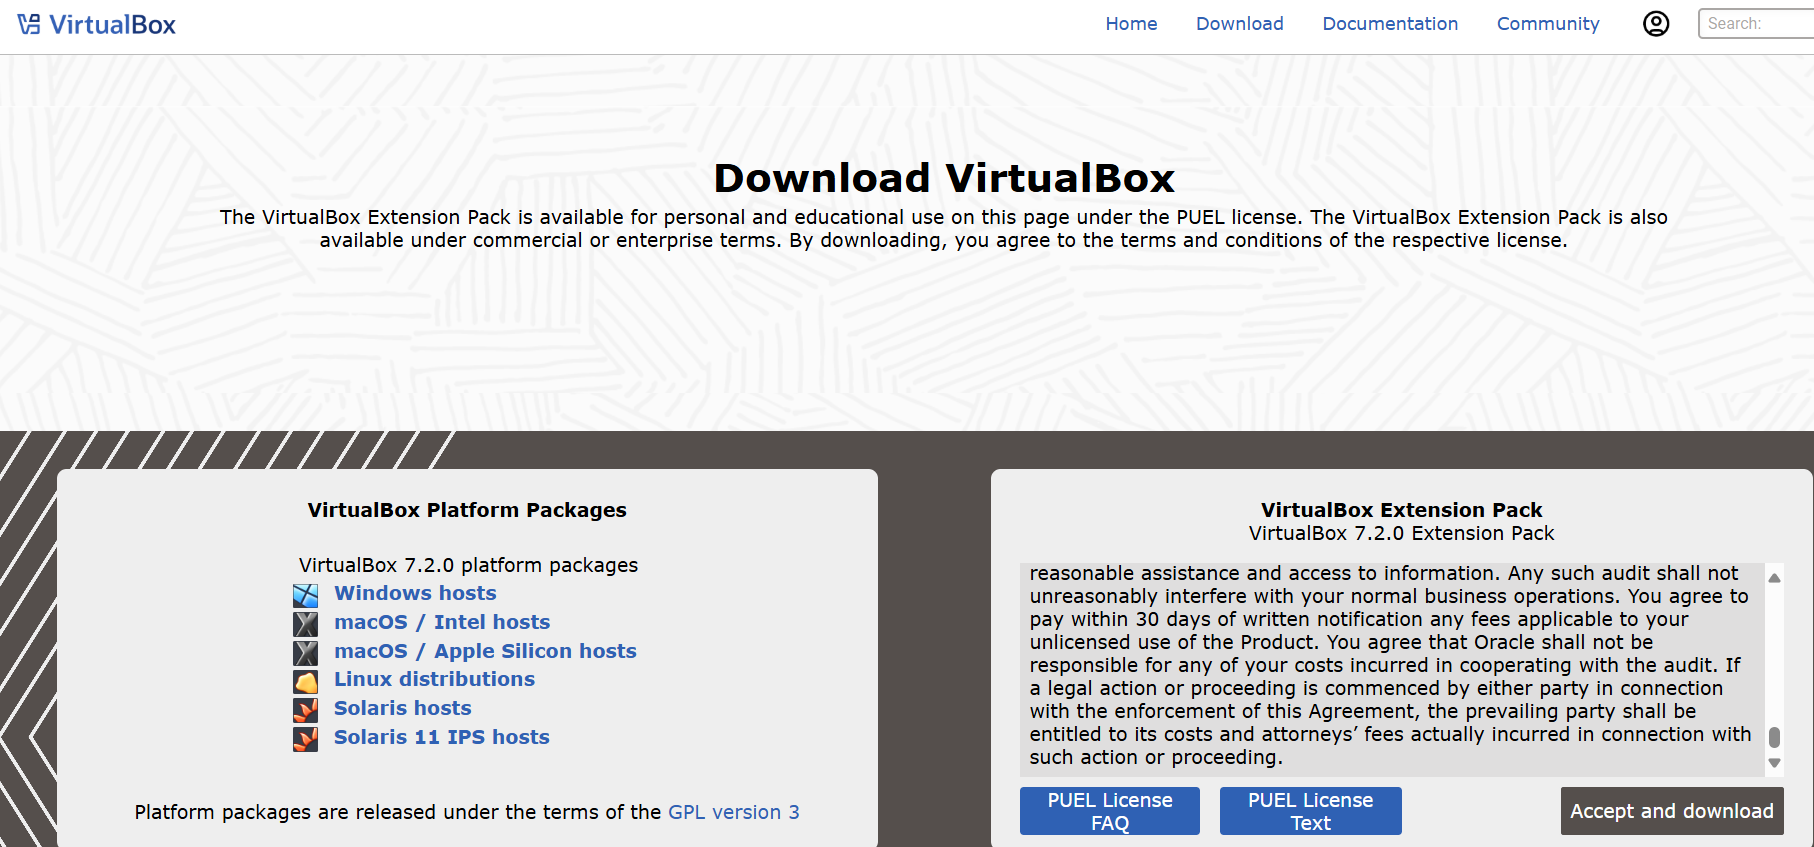 VirtualBox
Home
Download
Documentation
Community
Search:
Download VirtualBox
The VirtualBox Extension Pack is available for personal and educational use on this page under the PUEL license. The VirtualBox Extension Pack is also
available under commercial or enterprise terms. By downloading, you agree to the terms and conditions of the respective license.
VirtualBox Platform Packages
VirtualBox 7.2.0 platform packages
Windows hosts
macOS / Intel hosts
macOS / Apple Silicon hosts
Linux distributions
Solaris hosts
Solaris 11 IPS hosts
Platform packages are released under the terms of the GPL version 3
VirtualBox Extension Pack
VirtualBox 7.2.0 Extension Pack
reasonable assistance and access to information. Any such audit shall not
unreasonably interfere with your normal business operations. You agree to
pay within 30 days of written notification any fees applicable to your
unlicensed use of the Product. You agree that Oracle shall not be
responsible for any of your costs incurred in cooperating with the audit. If
a legal action or proceeding is commenced by either party in connection
with the enforcement of this Agreement, the prevailing party shall be
entitled to its costs and attorneys’ fees actually incurred in connection with
such action or proceeding.
PUEL License
FAQ
PUEL License
Text
Accept and download